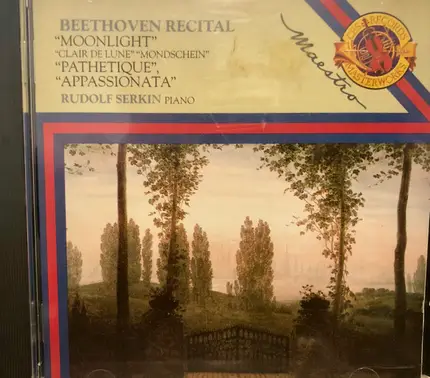 BEETHOVEN RECITAL
"MOONLIGHT"
"CLAIR DE LUNE" "MONDSCHEIN"
"PATHETIQUE",
"APPASSIONATA"
RUDOLF SERKIN PIANO
Maestro
CBS RECORDS
MASTERWORKS